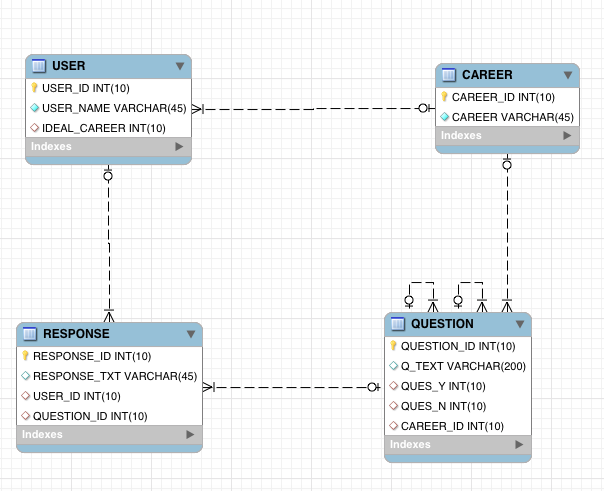 USER
USER_ID INT(10)
USER_NAME VARCHAR(45)
IDEAL_CAREER INT(10)
Indexes
CAREER
CAREER_ID INT(10)
CAREER VARCHAR(45)
Indexes
RESPONSE
RESPONSE_ID INT(10)
RESPONSE_TXT VARCHAR(45)
USER_ID INT(10)
QUESTION_ID INT(10)
Indexes
QUESTION
QUESTION_ID INT(10)
Q_TEXT VARCHAR(200)
QUES_Y INT(10)
QUES_N INT(10)
CAREER_ID INT(10)
Indexes